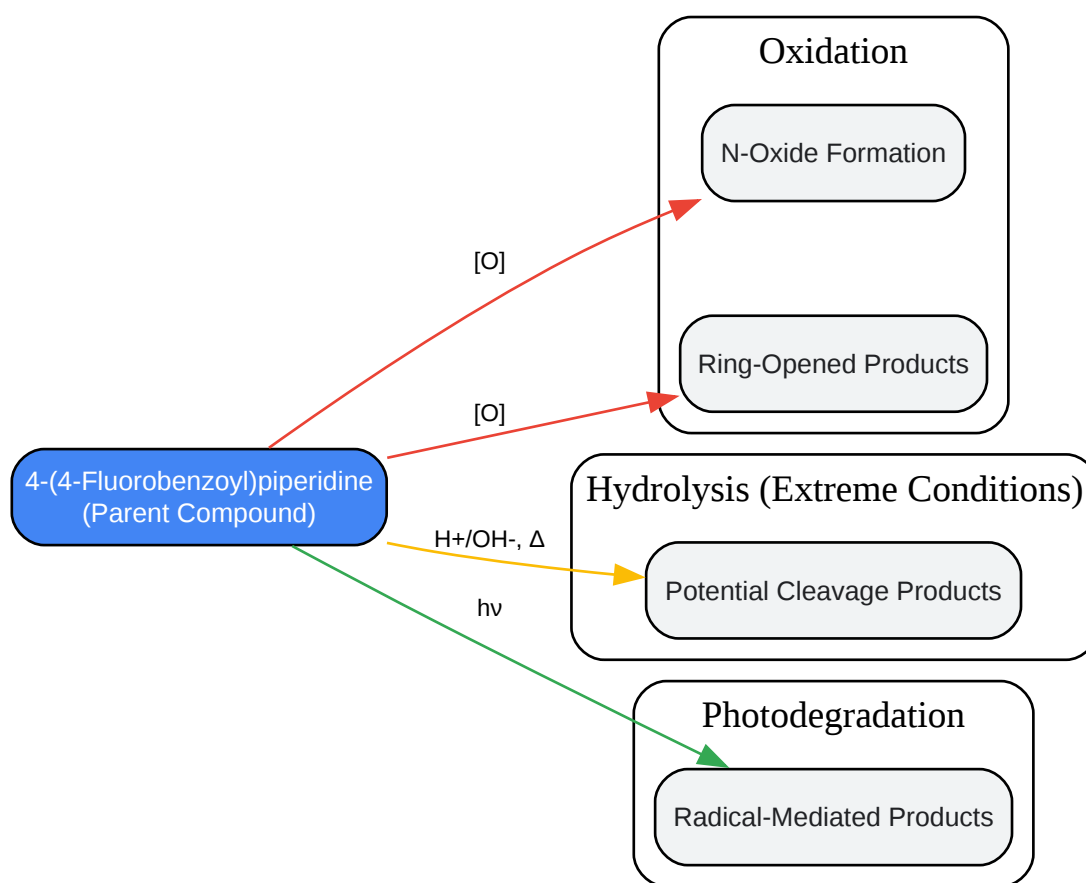 Oxidation
N-Oxide Formation
[O]
Ring-Opened Products
[O]
4-(4-Fluorobenzoyl)piperidine
(Parent Compound)
Hydrolysis (Extreme Conditions)
H+/OH-, Δ
Potential Cleavage Products
hν
Photodegradation
Radical-Mediated Products